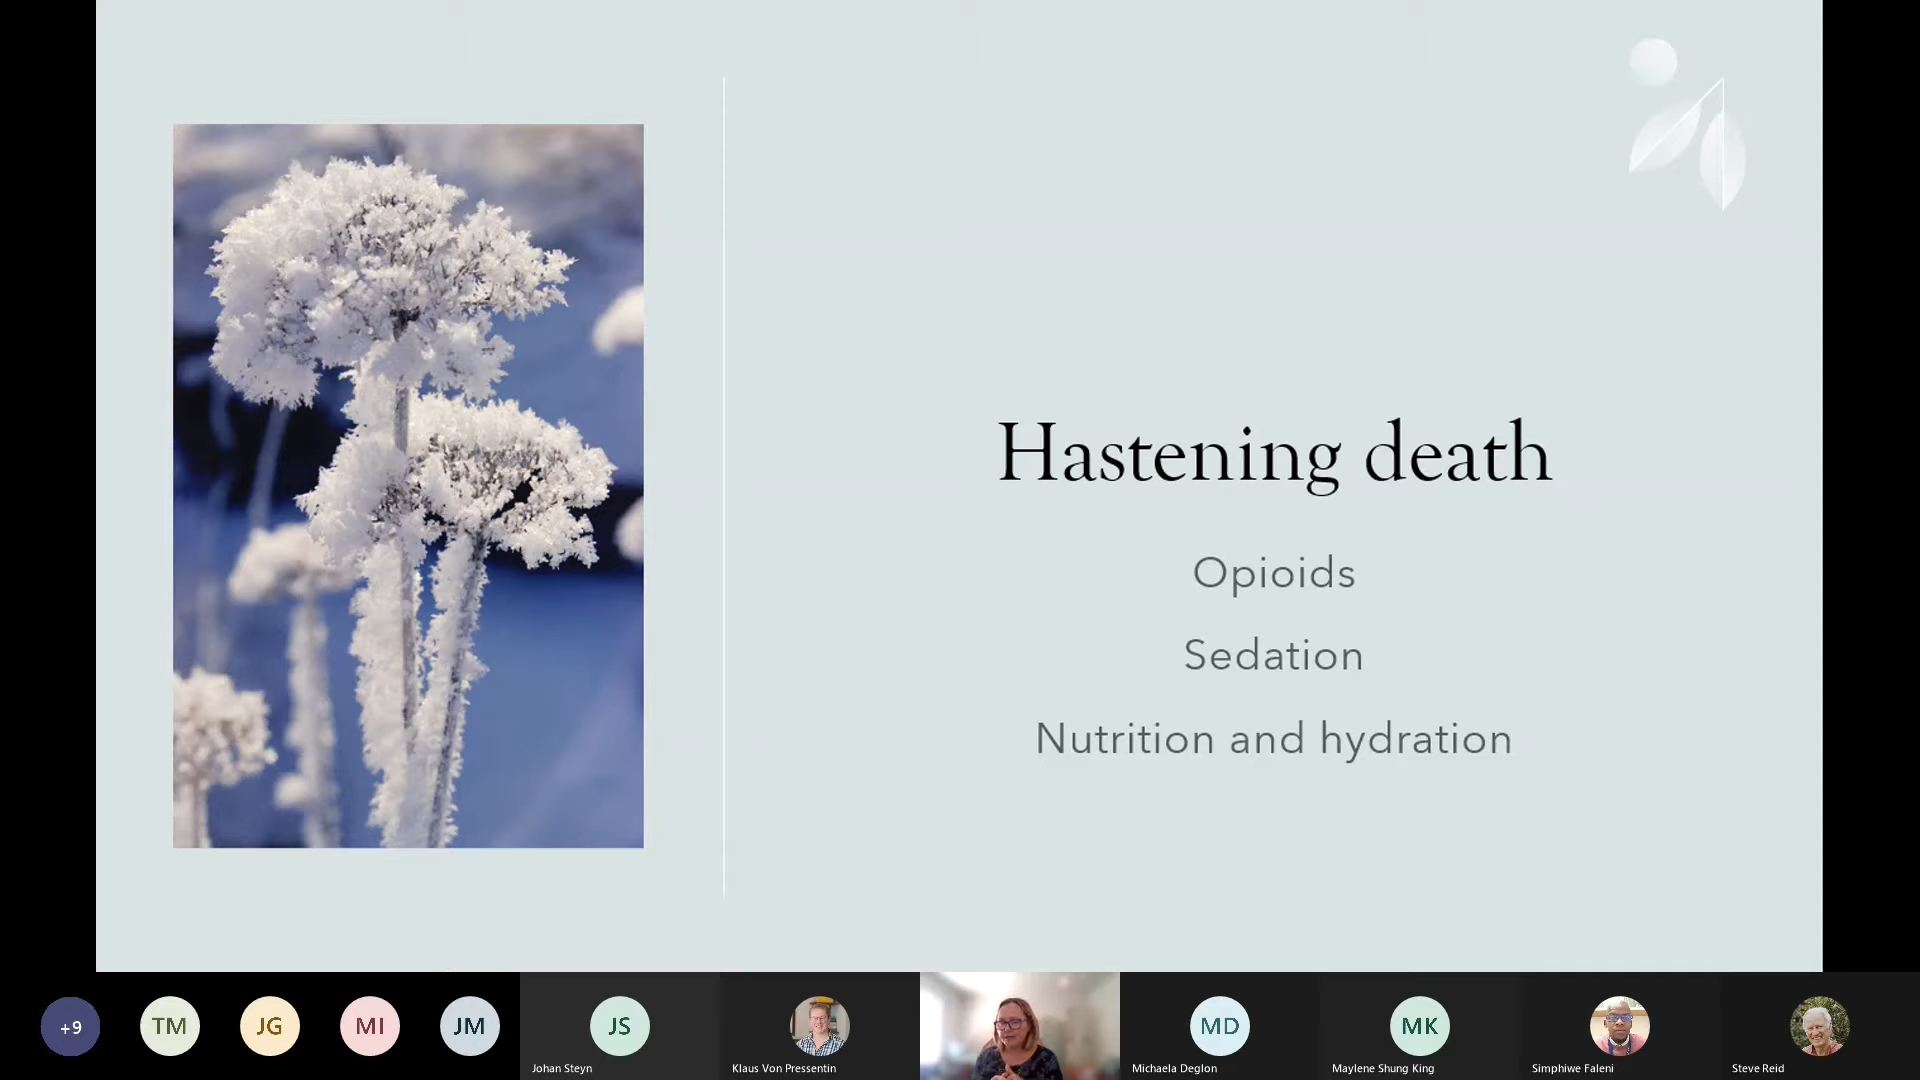 Hastening death
Opioids
Sedation
Nutrition and hydration
+9
TM
JG
MI
JM
JS
MD
MK
Johan Steyn
Klaus Von Pressentin
Michaela Deglon
Maylene Shung King
Simphiwe Faleni
Steve Reid